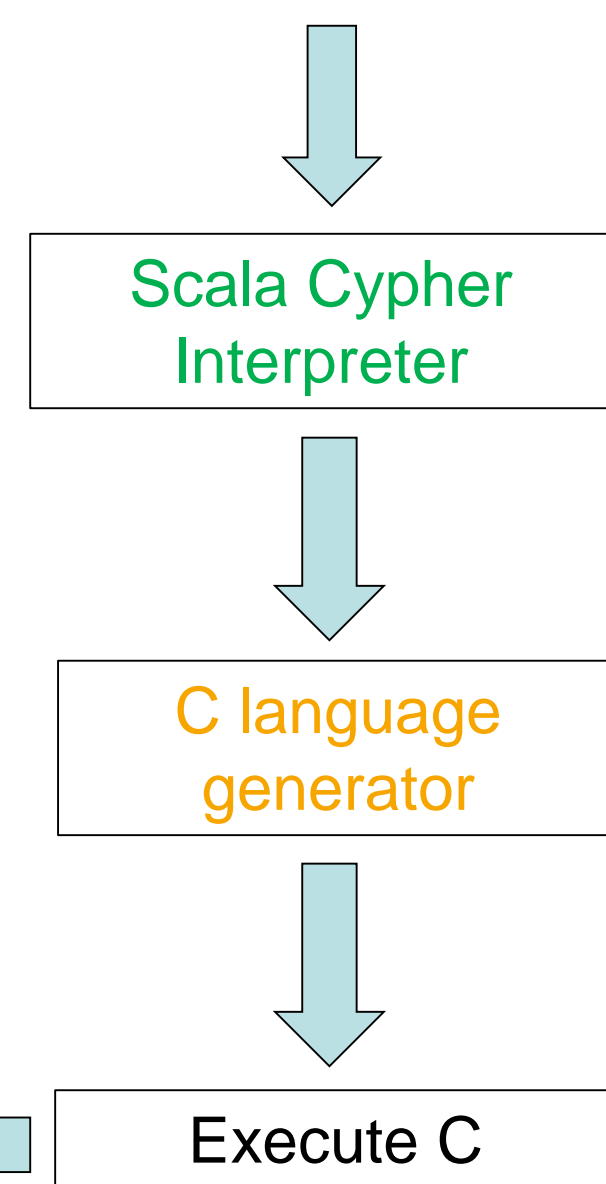 Scala Cypher
Interpreter
C language
generator
Execute C